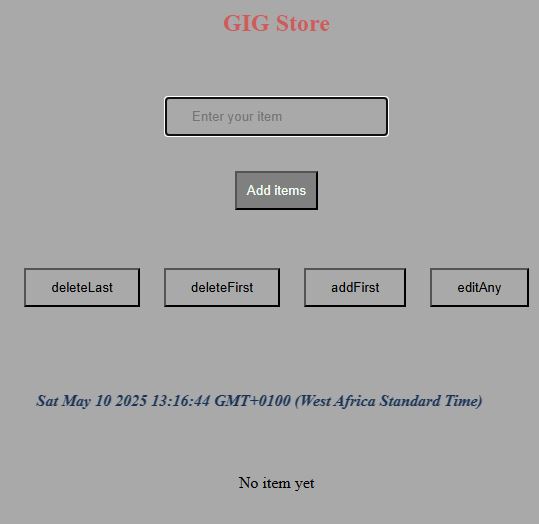 GIG Store
Enter your item
Add items
deleteLast deleteFirst addFirst editAny
Sat May 10 2025 13:16:44 GMT+0100 (West Africa Standard Time)
No item yet